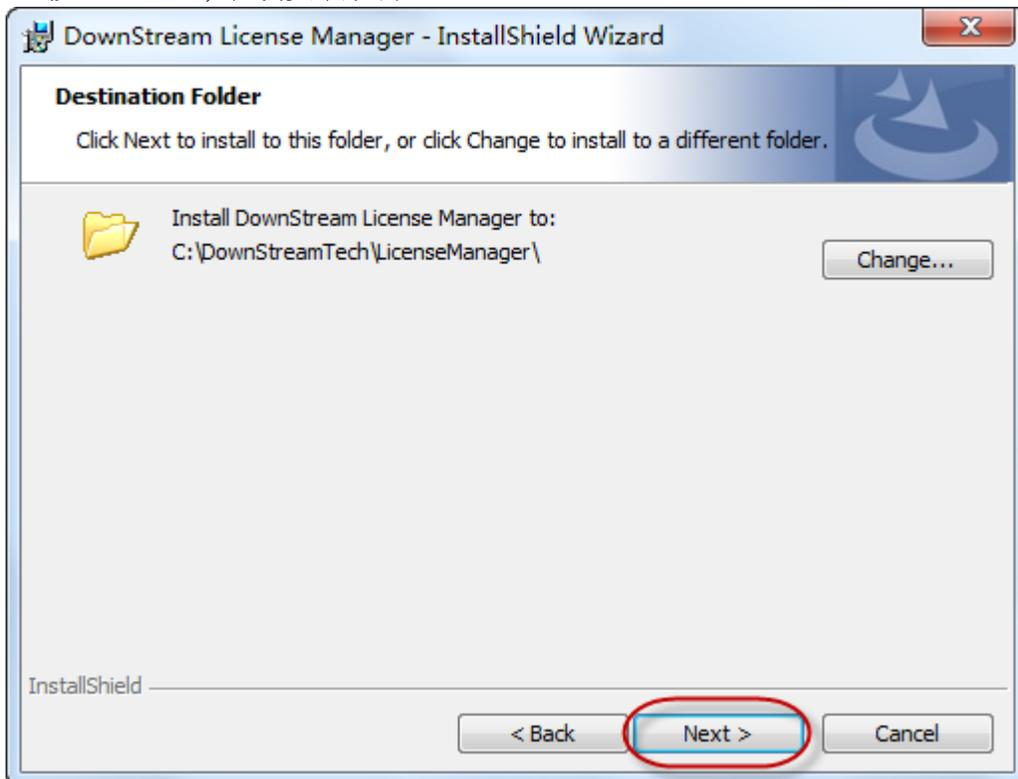 DownStream License Manager - InstallShield Wizard
Destination Folder
Click Next to install to this folder, or click Change to install to a different folder.
Install DownStream License Manager to:
C:\DownStreamTech\LicenseManager\
Change...
InstallShield
< Back
Next >
Cancel